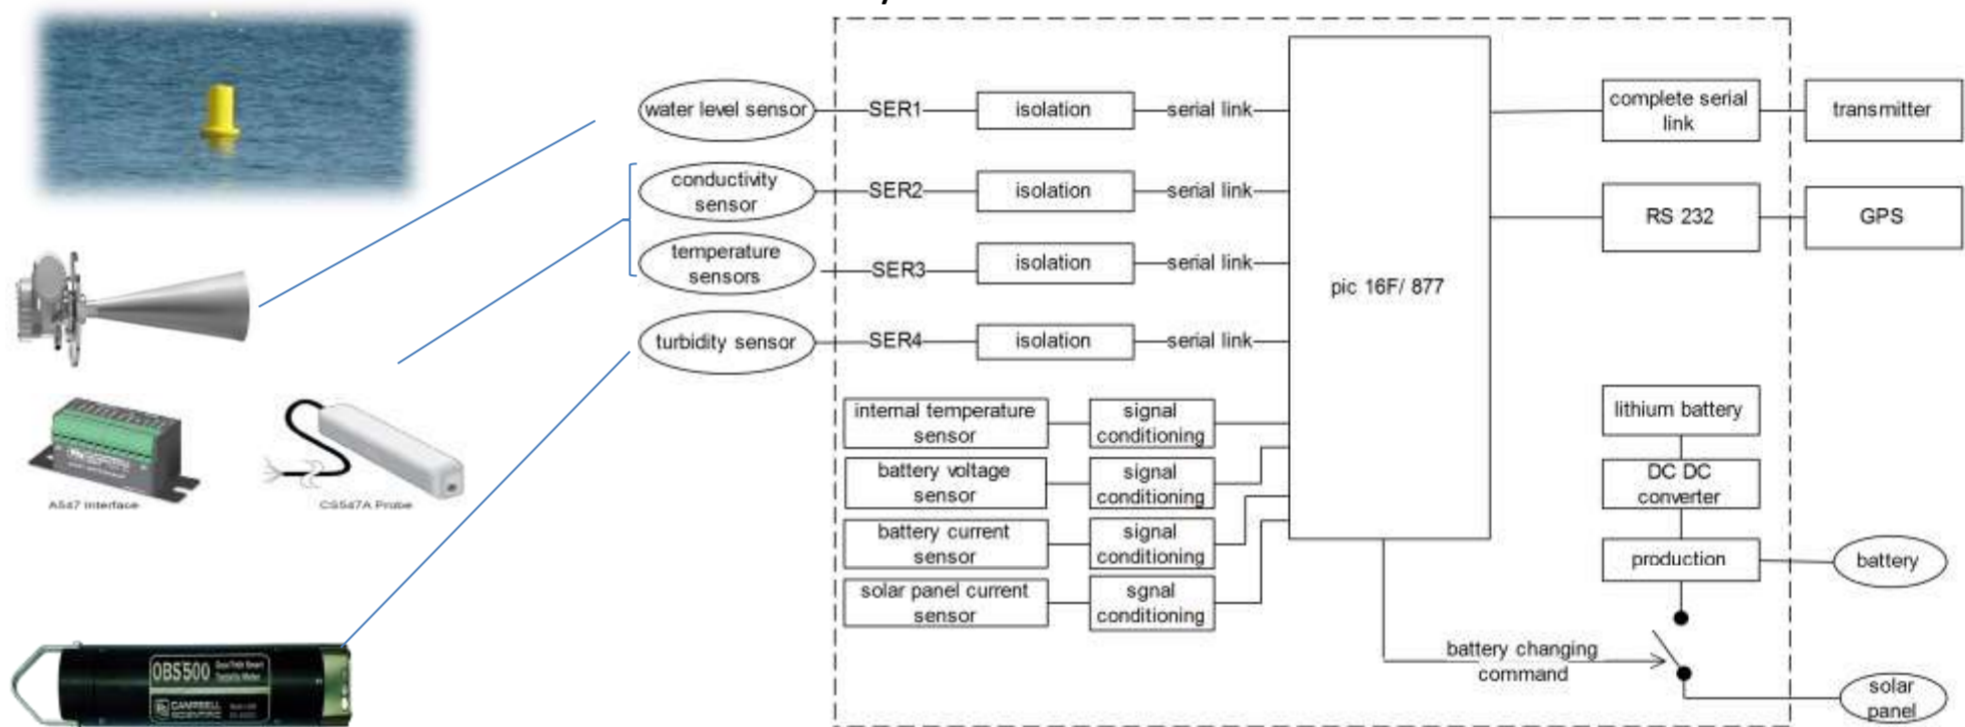 water level sensor
SER1
isolation
serial link
conductivity
sensor
SER2
isolation
serial link
temperature
sensors
SER3
isolation
serial link
turbidity sensor
SER4
isolation
serial link
internal temperature
sensor
signal
conditioning
battery voltage
sensor
signal
conditioning
battery current
sensor
signal
conditioning
solar panel current
sensor
sgnal
conditioning
pic 16F/ 877
complete serial
link
transmitter
RS 232
GPS
lithium battery
DC DC
converter
production
battery
battery changing
command
solar
panel
A547 Interface
CS547A Probe
OBS500
CAMPBELL
SCIENTIFIC